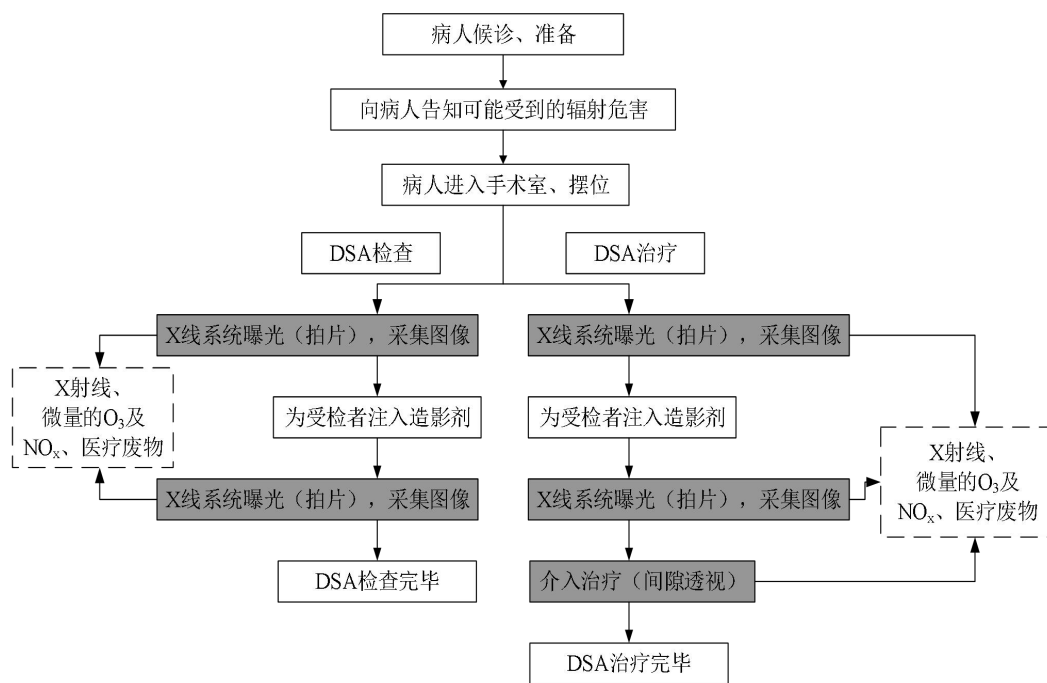 病人候诊、准备
向病人告知可能受到的辐射危害
病人进入手术室、摆位
DSA检查
DSA治疗
X线系统曝光（拍片），采集图像
X线系统曝光（拍片），采集图像
X射线、
微量的O₃及
NOₓ、医疗废物
为受检者注入造影剂
为受检者注入造影剂
X射线、
微量的O₃及
NOₓ、医疗废物
X线系统曝光（拍片），采集图像
X线系统曝光（拍片），采集图像
DSA检查完毕
介入治疗（间隙透视）
DSA治疗完毕